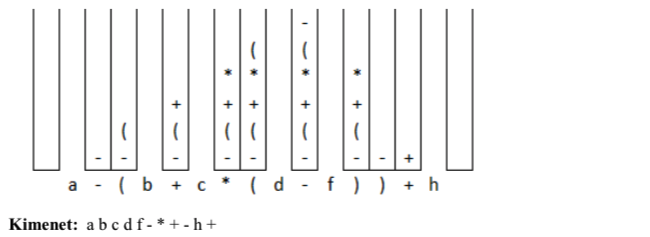 -
( (
* * * *
+ + + + +
( ( ( ( ( (
- - - - - - - - +
a - ( b + c * ( d - f ) ) + h
Kimenet: a b c d f - * + - h +